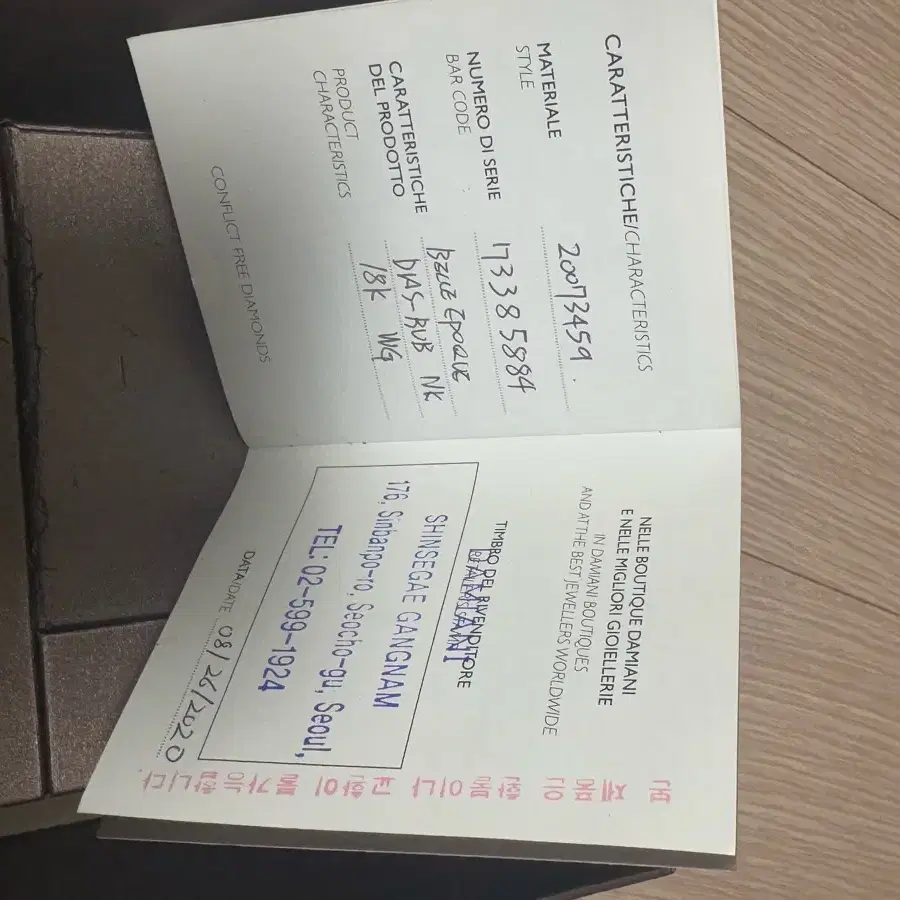 CARATTERISTICHE/CHARACTERISTICS
MATERIALE
STYLE
20073459.
NUMERO DI SERIE
BAR CODE
173385884
CARATTERISTICHE
DEL PRODOTTO
PRODUCT
CHARACTERISTICS
BELLE EPOQUE
DIAS-RUB NK
18K WG
CONFLICT FREE DIAMONDS
NELLE BOUTIQUE DAMIANI
E NELLE MIGLIORI GIOIELLERIE
IN DAMIANI BOUTIQUES
AND AT THE BEST JEWELLERS WORLDWIDE
TIMBRO DEL RIVENDITORE
DAMIANI
SHINSEGAE GANGNAM
176, Sinbanpo-ro, Seocho-gu, Seoul,
TEL: 02-599-1924
DATA/DATE 08/26/2020